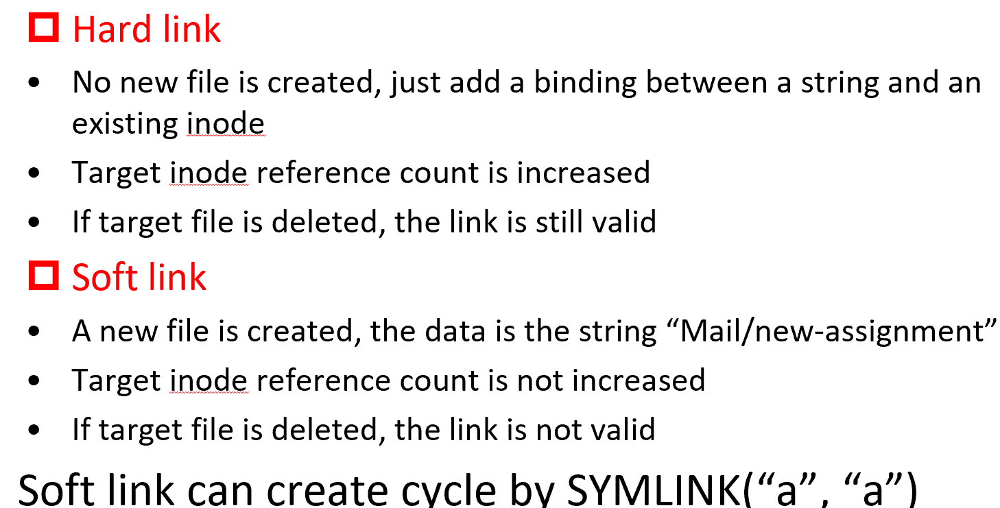 Hard link
• No new file is created, just add a binding between a string and an
existing inode
• Target inode reference count is increased
• If target file is deleted, the link is still valid
Soft link
• A new file is created, the data is the string “Mail/new-assignment”
• Target inode reference count is not increased
• If target file is deleted, the link is not valid
Soft link can create cycle by SYMLINK(“a”, “a”)